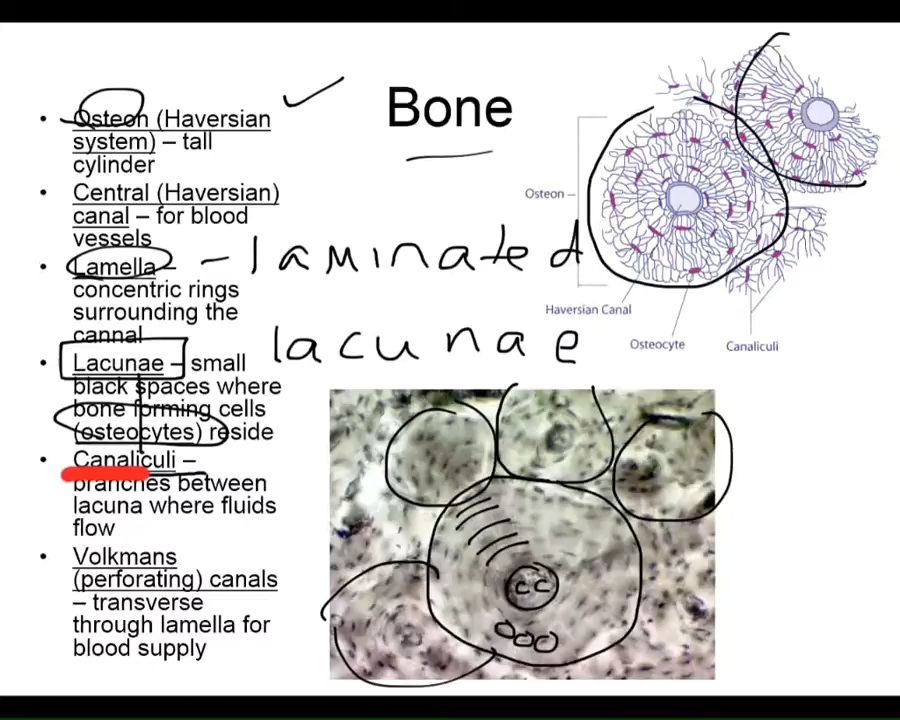 Bone
• Osteon (Haversian
system) – tall
cylinder
• Central (Haversian)
canal – for blood
vessels
• Lamella –
concentric rings
surrounding the
cannal
• Lacunae – small
black spaces where
bone forming cells
(osteocytes) reside
• Canaliculi –
branches between
lacuna where fluids
flow
• Volkmans
(perforating) canals
– transverse
through lamella for
blood supply
- laminated
lacunae
Osteon
Haversian Canal
Osteocyte
Canaliculi
cc